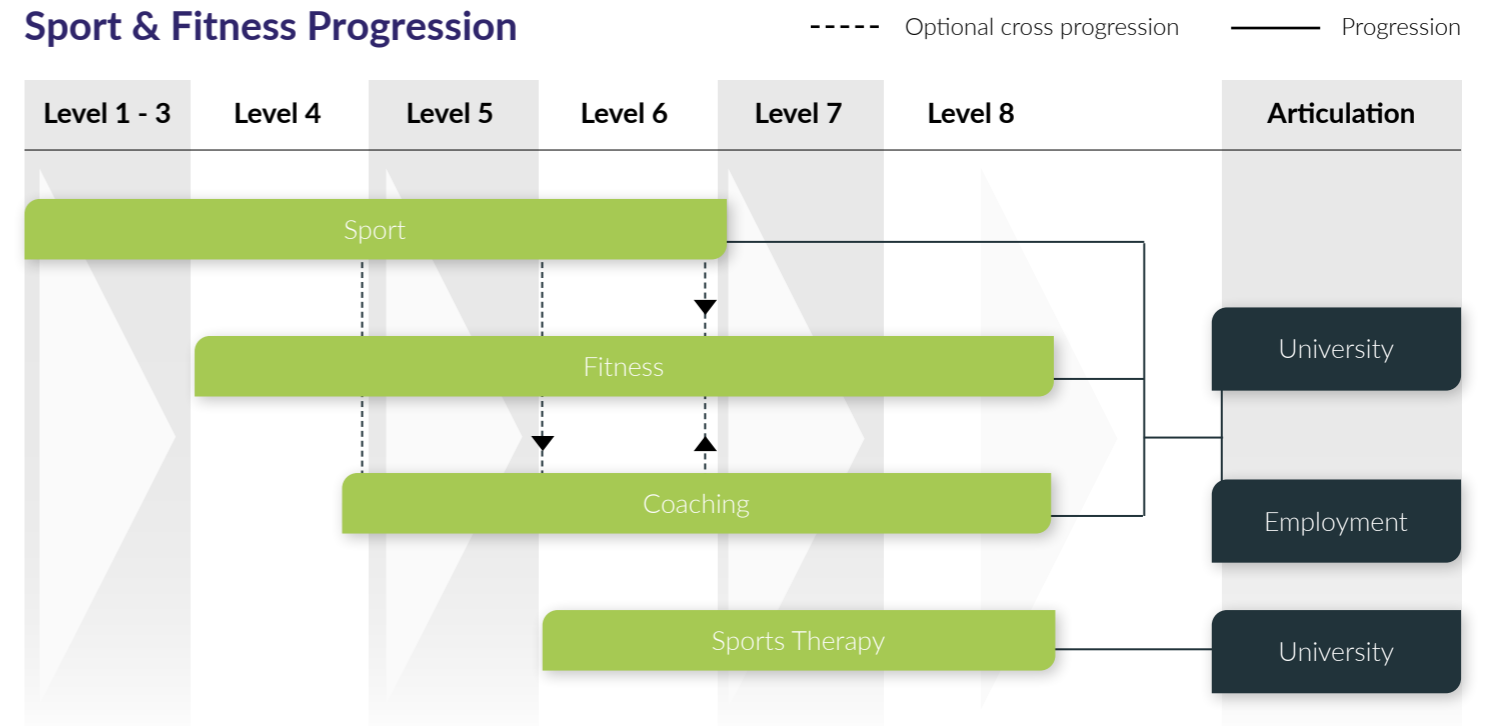 Sport & Fitness Progression
Optional cross progression
Progression
Level 1 - 3
Level 4
Level 5
Level 6
Level 7
Level 8
Articulation
Sport
Fitness
University
Coaching
Employment
Sports Therapy
University